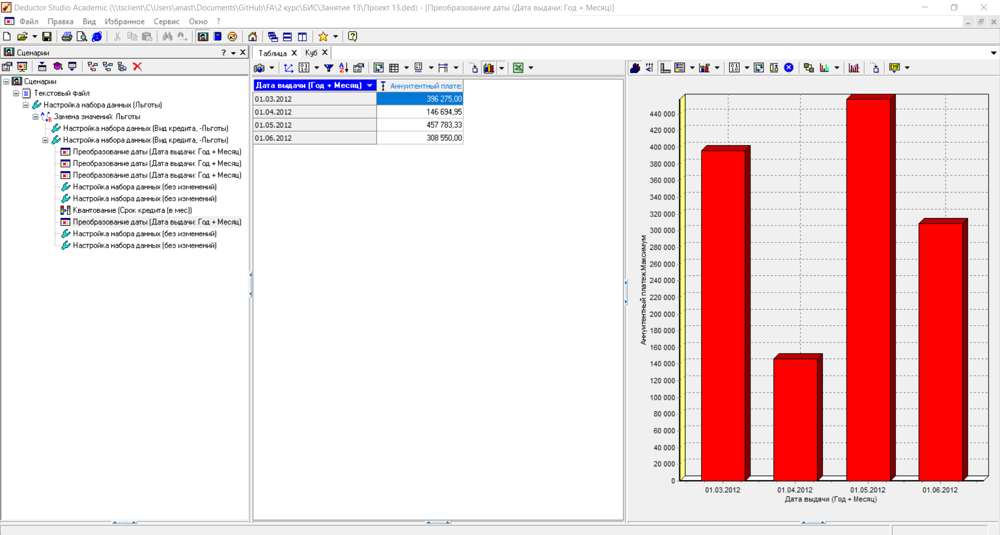 Deductor Studio Academic (\\tsclient\C\Users\anast\Documents\GitHub\FA\2 курс\БИС\Занятие 13\Проект 13.ded) - [Преобразование даты (Дата выдачи: Год + Месяц)]
Файл Правка Вид Избранное Сервис Окно ?
Сценарии
Таблица
Куб
Сценарии
Текстовый файл
Настройка набора данных (Льготы)
Замена значений: Льготы
Настройка набора данных (Вид кредита, -Льготы)
Настройка набора данных (Вид кредита, -Льготы)
Преобразование даты (Дата выдачи: Год + Месяц)
Преобразование даты (Дата выдачи: Год + Месяц)
Преобразование даты (Дата выдачи: Год + Месяц)
Настройка набора данных (без изменений)
Настройка набора данных (без изменений)
Квантование (Срок кредита (в мес))
Преобразование даты (Дата выдачи: Год + Месяц)
Настройка набора данных (без изменений)
Настройка набора данных (без изменений)
Дата выдачи (Год + Месяц) Аннуитентный плате:
01.03.2012 396 275,00
01.04.2012 146 694,95
01.05.2012 457 783,33
01.06.2012 308 550,00
EMF
Аннуитентный платеж.Максимум
440 000
420 000
400 000
380 000
360 000
340 000
320 000
300 000
280 000
260 000
240 000
220 000
200 000
180 000
160 000
140 000
120 000
100 000
80 000
60 000
40 000
20 000
0
01.03.2012 01.04.2012 01.05.2012 01.06.2012
Дата выдачи (Год + Месяц)